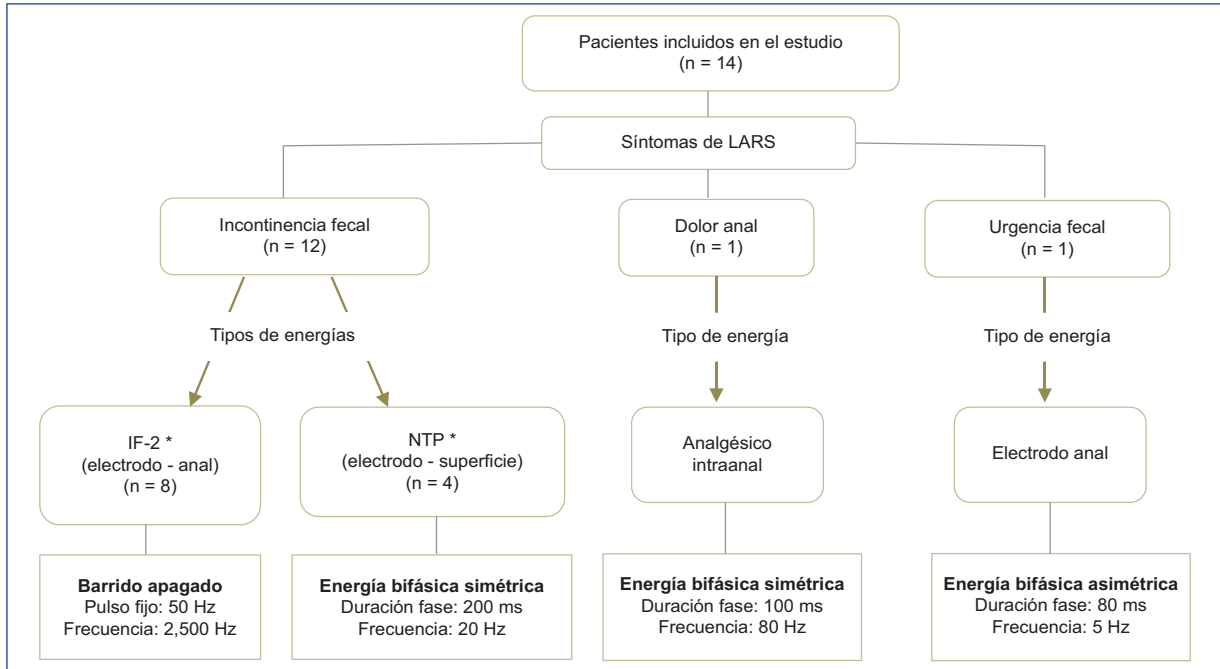 Pacientes incluidos en el estudio
(n = 14)
Síntomas de LARS
Incontinencia fecal
(n = 12)
Dolor anal
(n = 1)
Urgencia fecal
(n = 1)
Tipos de energías
Tipo de energía
Tipo de energía
IF-2 *
(electrodo - anal)
(n = 8)
NTP *
(electrodo - superficie)
(n = 4)
Analgésico
intraanal
Electrodo anal
Barrido apagado
Pulso fijo: 50 Hz
Frecuencia: 2,500 Hz
Energía bifásica simétrica
Duración fase: 200 ms
Frecuencia: 20 Hz
Energía bifásica simétrica
Duración fase: 100 ms
Frecuencia: 80 Hz
Energía bifásica asimétrica
Duración fase: 80 ms
Frecuencia: 5 Hz